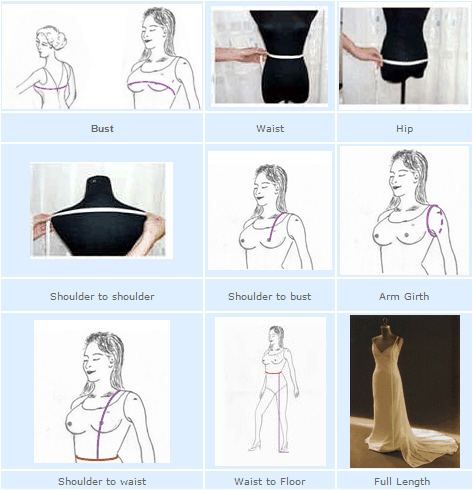 Bust
Waist
Hip
Shoulder to shoulder
Shoulder to bust
Arm Girth
Shoulder to waist
Waist to Floor
Full Length